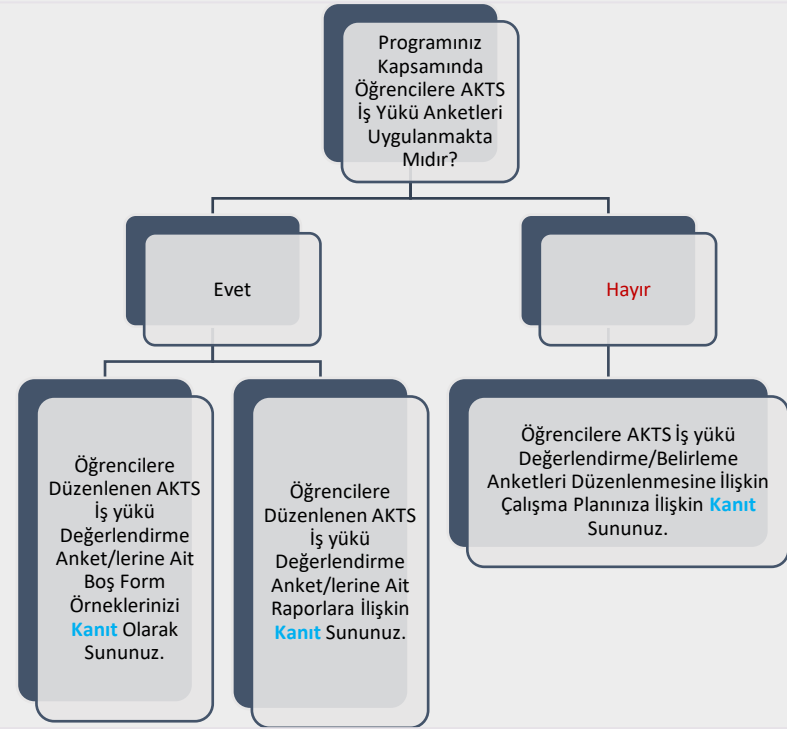 Programınız
Kapsamında
Öğrencilere AKTS
İş Yükü Anketleri
Uygulanmakta
Mıdır?
Evet
Hayır
Öğrencilere
Düzenlenen AKTS
İş yükü
Değerlendirme
Anket/lerine Ait
Boş Form
Örneklerinizi
Kanıt Olarak
Sununuz.
Öğrencilere
Düzenlenen AKTS
İş yükü
Değerlendirme
Anket/lerine Ait
Raporlara İlişkin
Kanıt Sununuz.
Öğrencilere AKTS İş yükü
Değerlendirme/Belirleme
Anketleri Düzenlenmesine İlişkin
Çalışma Planınıza İlişkin Kanıt
Sununuz.